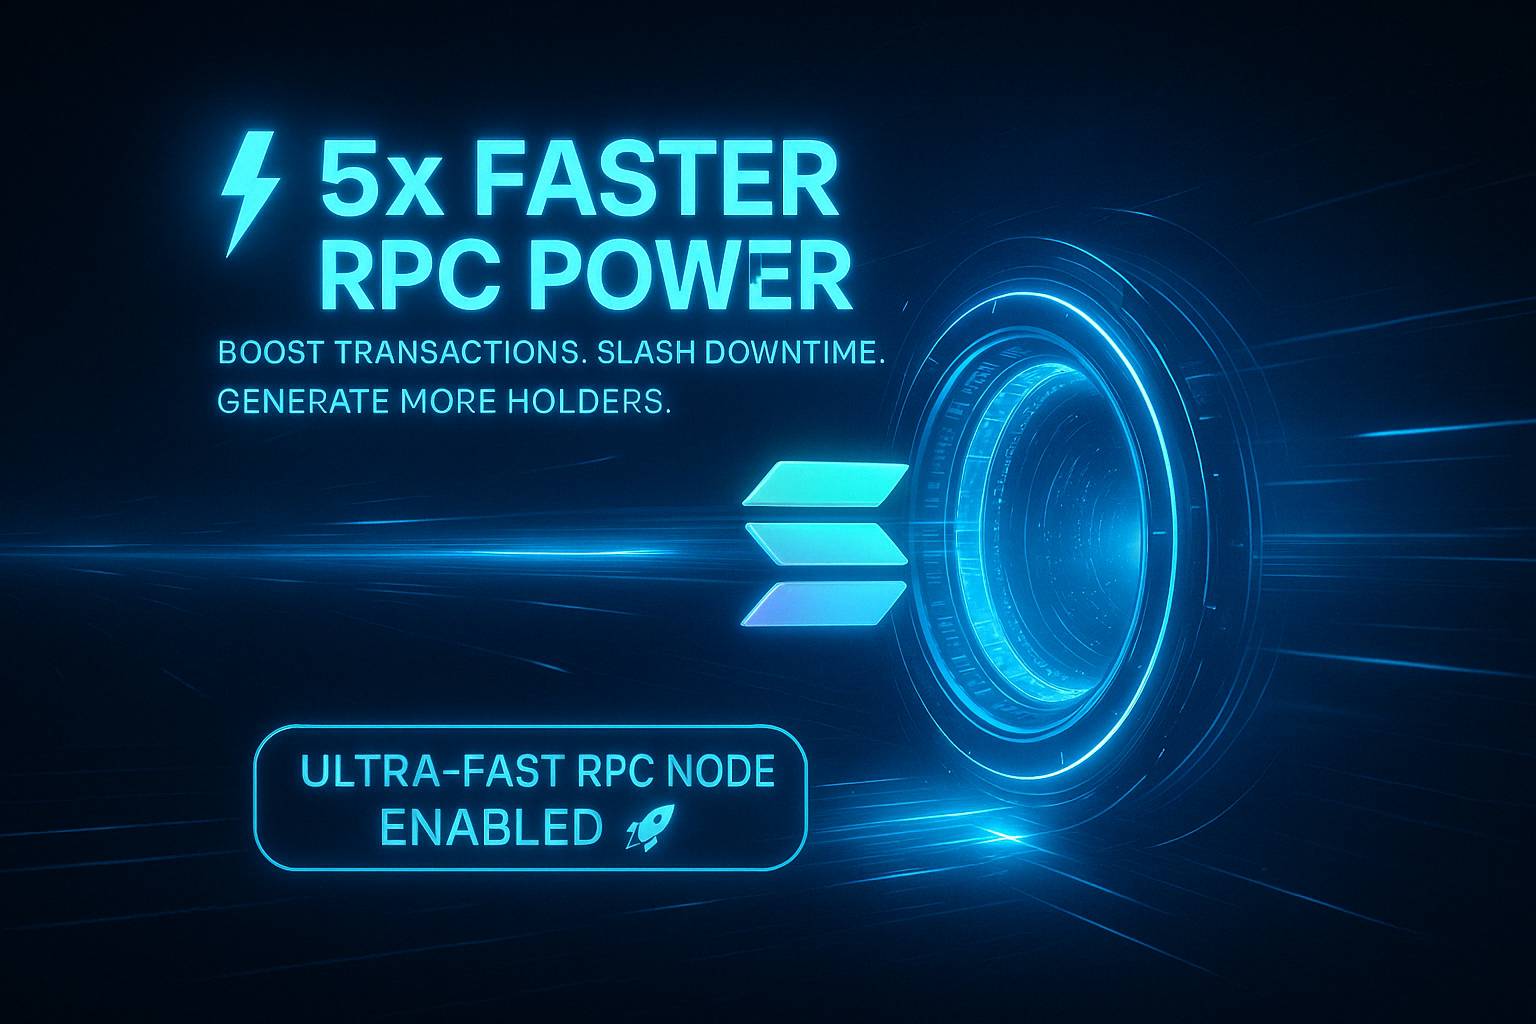 5x FASTER
RPC POWER
BOOST TRANSACTIONS. SLASH DOWNTIME.
GENERATE MORE HOLDERS.
ULTRA-FAST RPC NODE
ENABLED 🚀